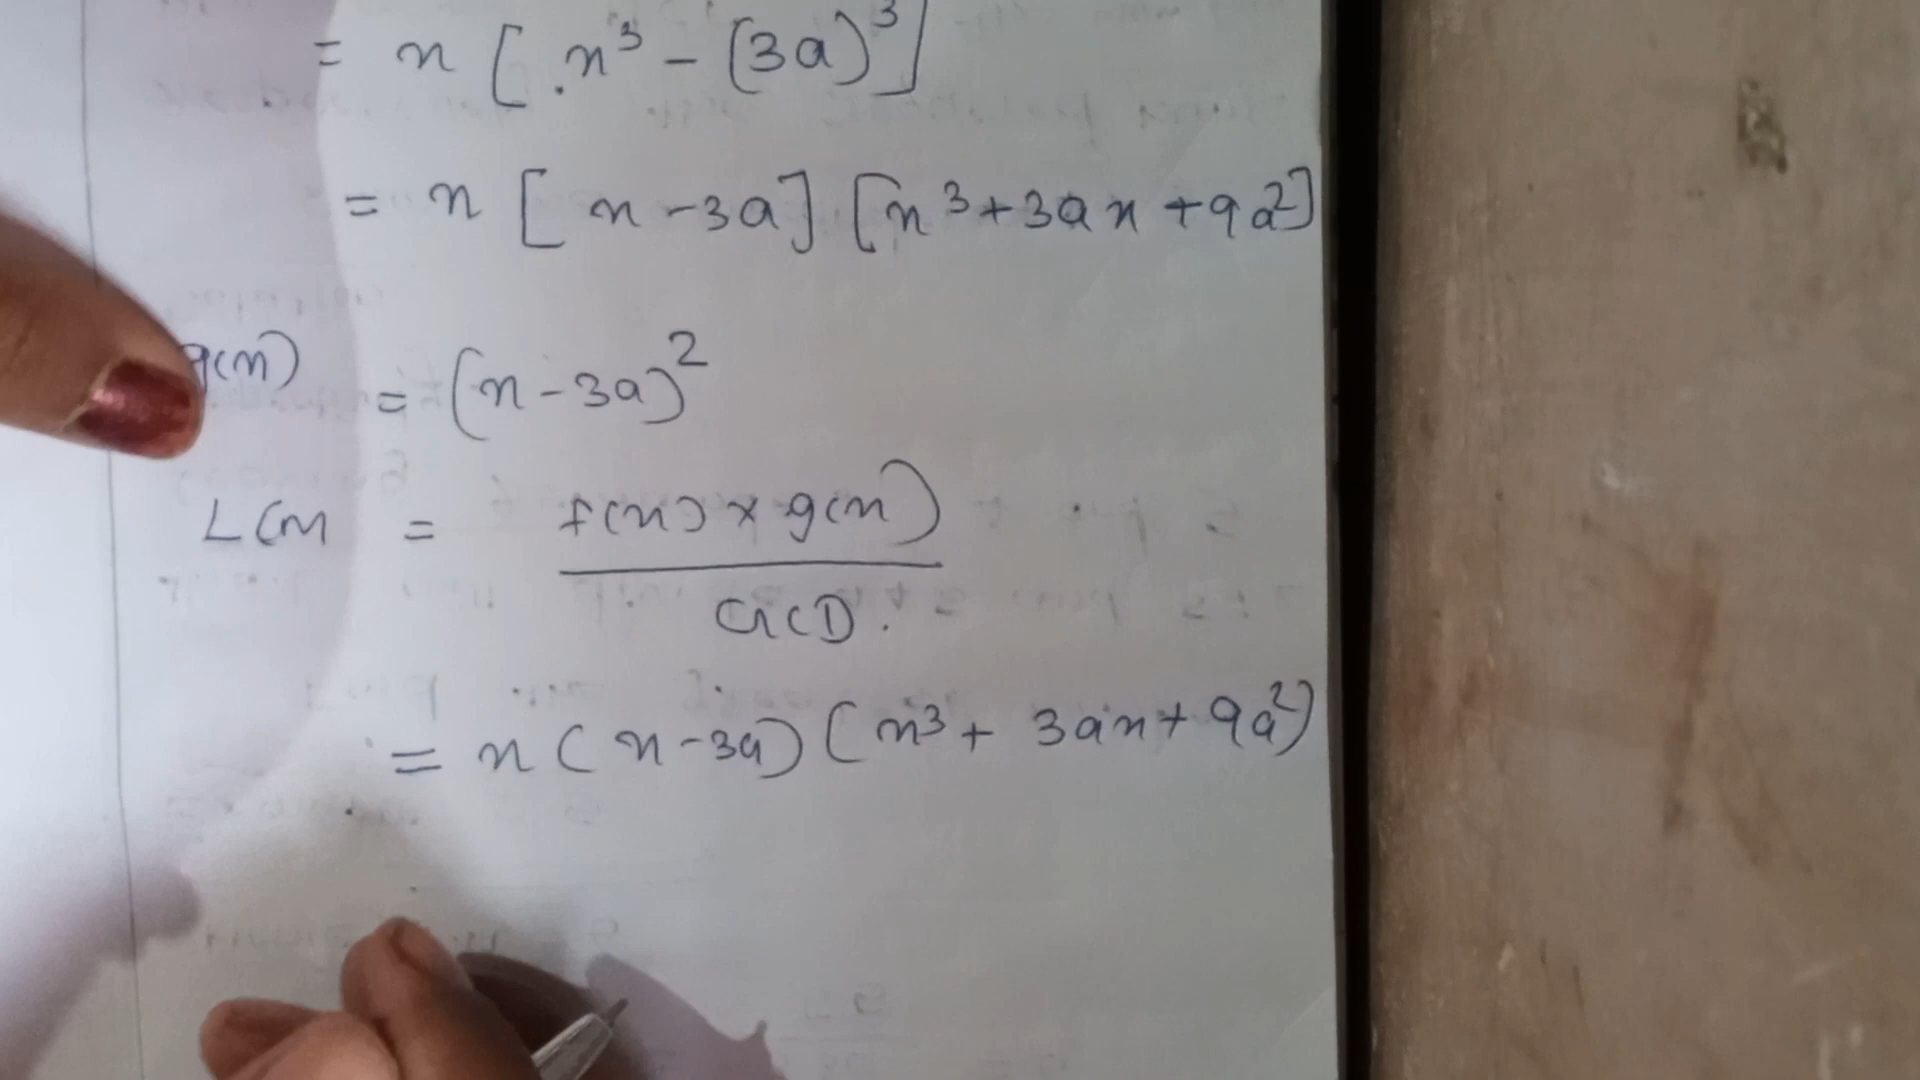 = x [x³ - (3a)³]
= x [x - 3a] [x³ + 3ax + 9a²]
g(x) = (x - 3a)²
LCM = f(x) x g(x)
GCD.
= x (x - 3a) (x³ + 3ax + 9a²)